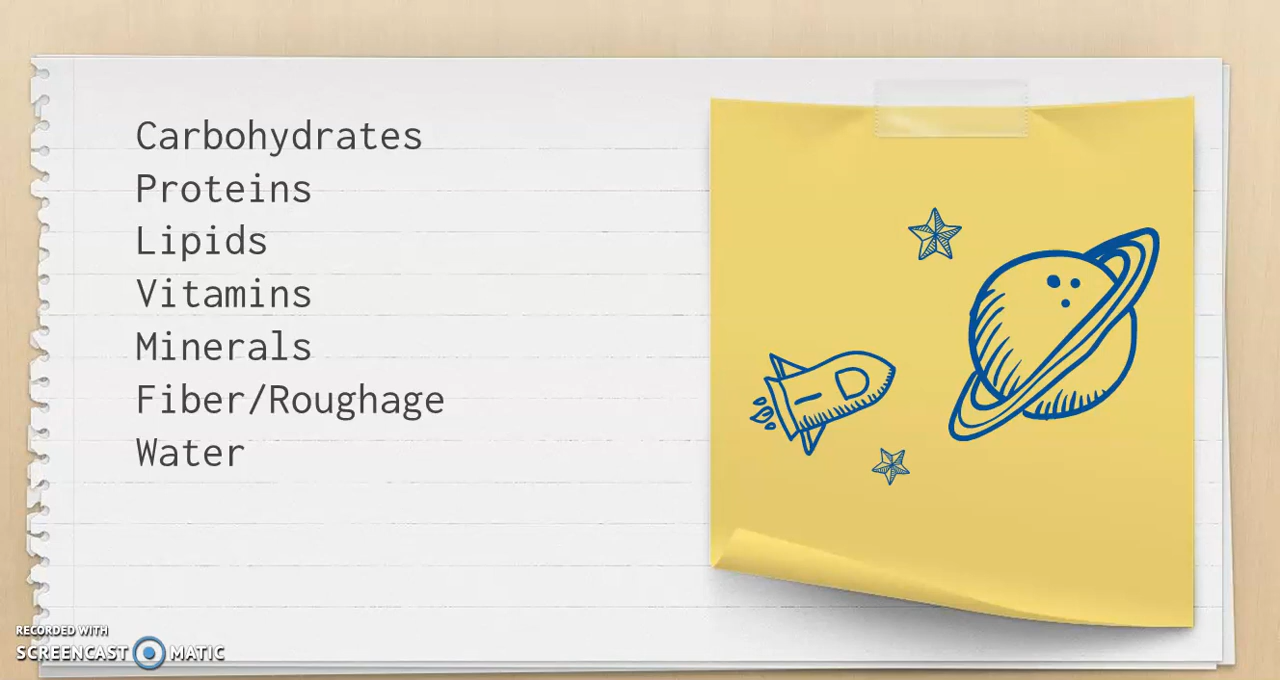 Carbohydrates
Proteins
Lipids
Vitamins
Minerals
Fiber/Roughage
Water
RECORDED WITH
SCREENCAST MATIC